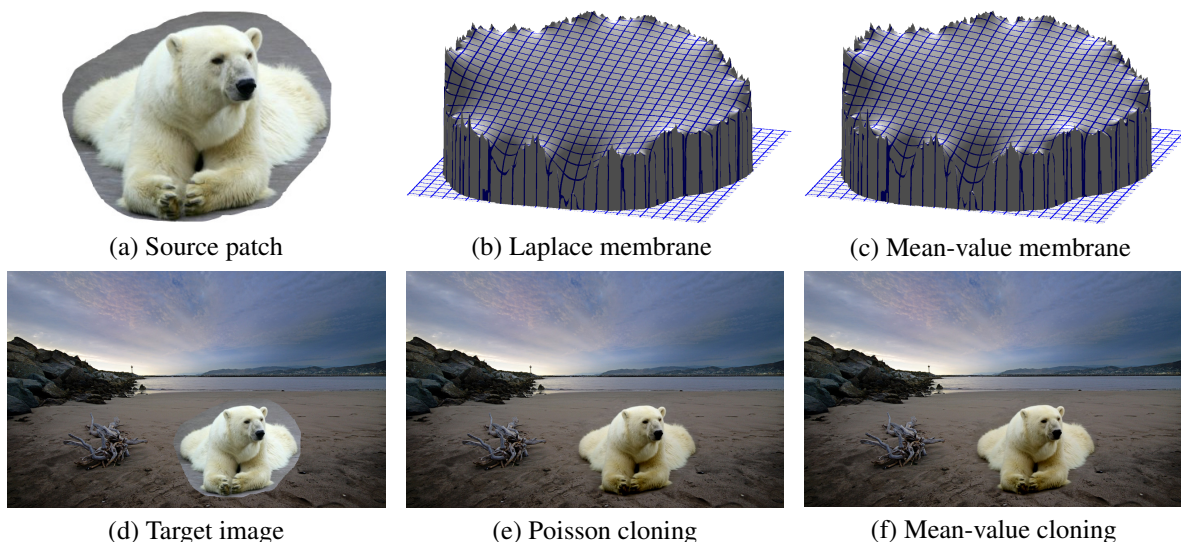 (a) Source patch
(b) Laplace membrane
(c) Mean-value membrane
(d) Target image
(e) Poisson cloning
(f) Mean-value cloning